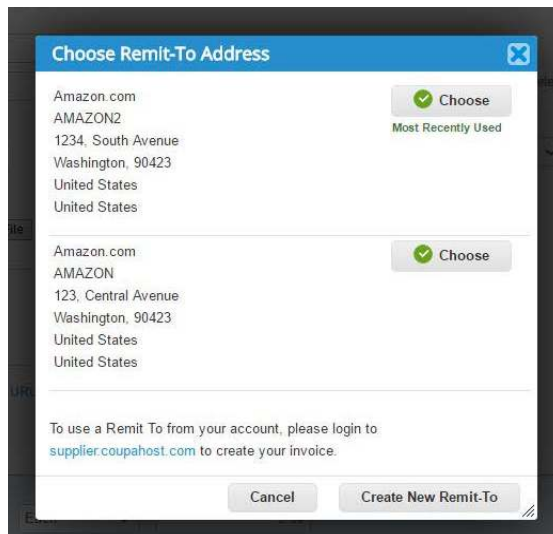 Choose Remit-To Address
Amazon.com
AMAZON2
1234, South Avenue
Washington, 90423
United States
United States
Choose
Most Recently Used
Amazon.com
AMAZON
123, Central Avenue
Washington, 90423
United States
United States
Choose
To use a Remit To from your account, please login to
supplier.coupahost.com to create your invoice.
Cancel
Create New Remit-To